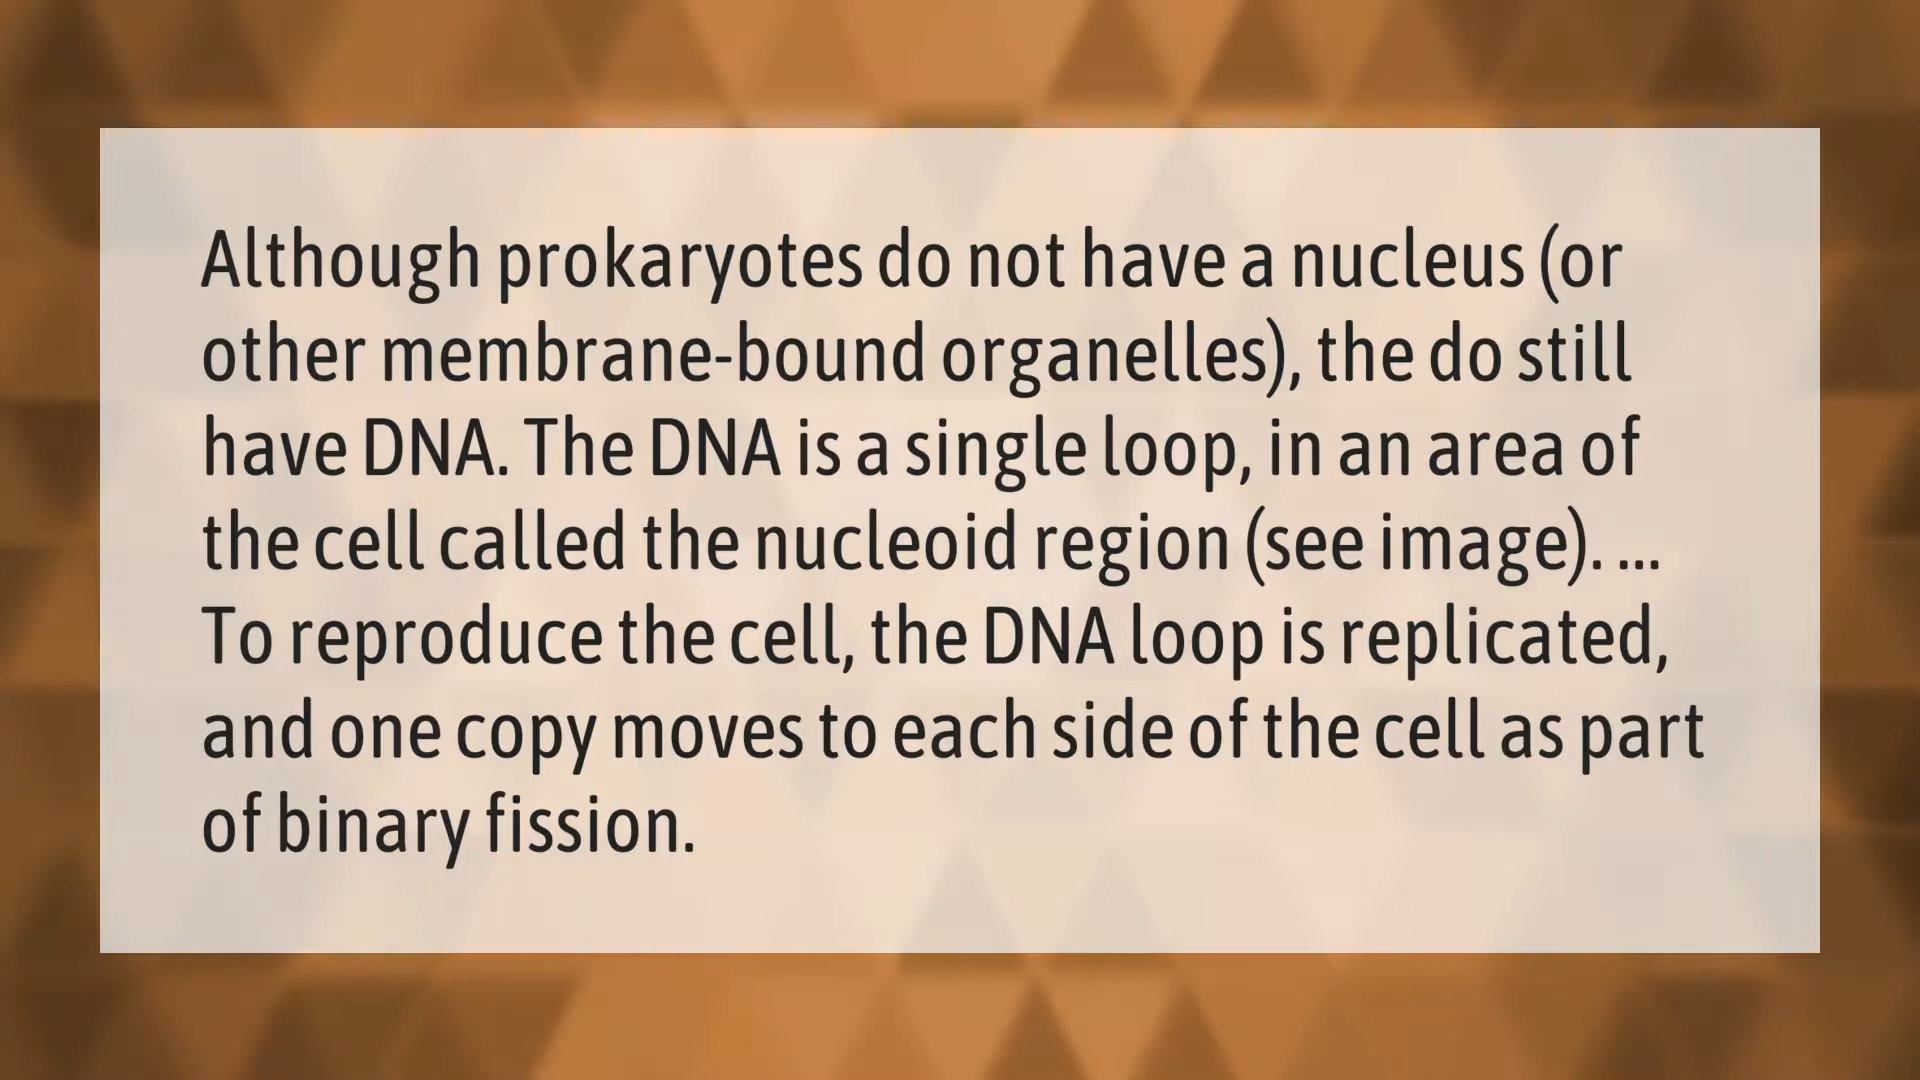 Although prokaryotes do not have a nucleus (or
other membrane-bound organelles), the do still
have DNA. The DNA is a single loop, in an area of
the cell called the nucleoid region (see image). ...
To reproduce the cell, the DNA loop is replicated,
and one copy moves to each side of the cell as part
of binary fission.